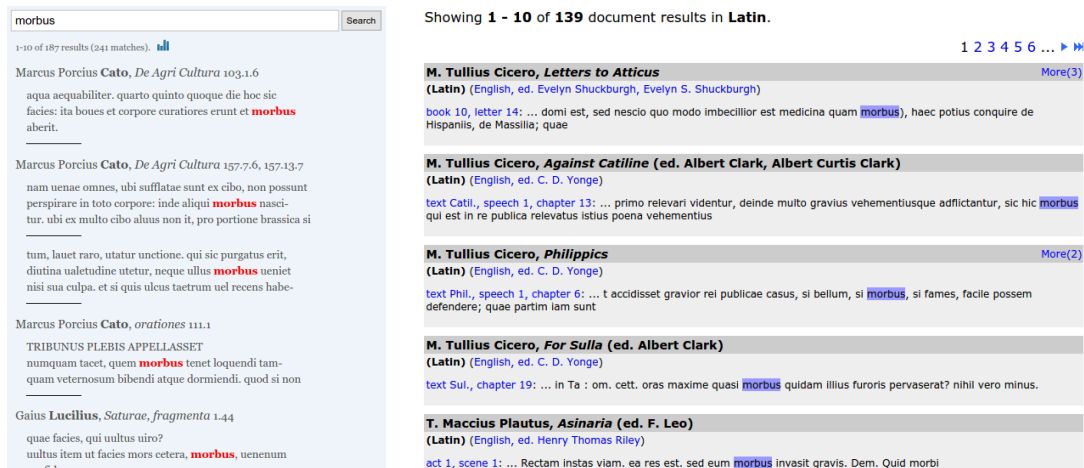 morbus
Search
1-10 of 187 results (241 matches).
Marcus Porcius Cato, De Agri Cultura 103.1.6
aqua aequabiliter. quarto quinto quoque die hoc sic
facies: ita boues et corpore curatiores erunt et morbus
aberit.
Marcus Porcius Cato, De Agri Cultura 157.7.6, 157.13.7
nam uenae omnes, ubi sufflatae sunt ex cibo, non possunt
perspirare in toto corpore: inde aliqui morbus nasci-
tur. ubi ex multo cibo aluus non it, pro portione brassica si
tum, lauet raro, utatur unctione. qui sic purgatus erit,
diutina ualetudine utetur, neque ullus morbus ueniet
nisi sua culpa. et si quis ulcus taetrum uel recens habe-
Marcus Porcius Cato, orationes 111.1
TRIBUNUS PLEBIS APPELLASSET
numquam tacet, quem morbus tenet loquendi tam-
quam veternosum bibendi atque dormiendi. quod si non
Gaius Lucilius, Saturae, fragmenta 1.44
quae facies, qui uultus uiro?
uultus item ut facies mors cetera, morbus, uenenum
Showing 1 - 10 of 139 document results in Latin.
1 2 3 4 5 6 ...
M. Tullius Cicero, Letters to Atticus
More(3)
(Latin) (English, ed. Evelyn Shuckburgh, Evelyn S. Shuckburgh)
book 10, letter 14: ... domi est, sed nescio quo modo imbecillior est medicina quam morbus), haec potius conquire de
Hispaniis, de Massilia; quae
M. Tullius Cicero, Against Catiline (ed. Albert Clark, Albert Curtis Clark)
(Latin) (English, ed. C. D. Yonge)
text Catil., speech 1, chapter 13: ... primo relevari videntur, deinde multo gravius vehementiusque adflictantur, sic hic morbus
qui est in re publica relevatus istius poena vehementius
M. Tullius Cicero, Philippics
More(2)
(Latin) (English, ed. C. D. Yonge)
text Phil., speech 1, chapter 6: ... t accidisset gravior rei publicae casus, si bellum, si morbus, si fames, facile possem
defendere; quae partim iam sunt
M. Tullius Cicero, For Sulla (ed. Albert Clark)
(Latin) (English, ed. C. D. Yonge)
text Sul., chapter 19: ... in Ta : om. cett. oras maxime quasi morbus quidam illius furoris pervaserat? nihil vero minus.
T. Maccius Plautus, Asinaria (ed. F. Leo)
(Latin) (English, ed. Henry Thomas Riley)
act 1, scene 1: ... Rectam instas viam. ea res est. sed eum morbus invasit gravis. Dem. Quid morbi